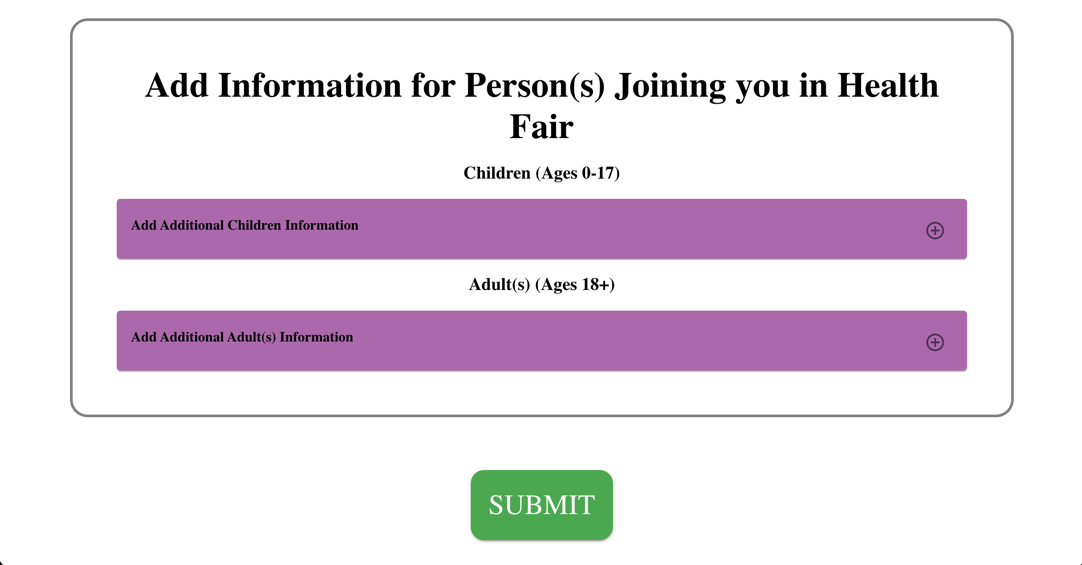 Add Information for Person(s) Joining you in Health
Fair
Children (Ages 0-17)
Add Additional Children Information
Adult(s) (Ages 18+)
Add Additional Adult(s) Information
SUBMIT